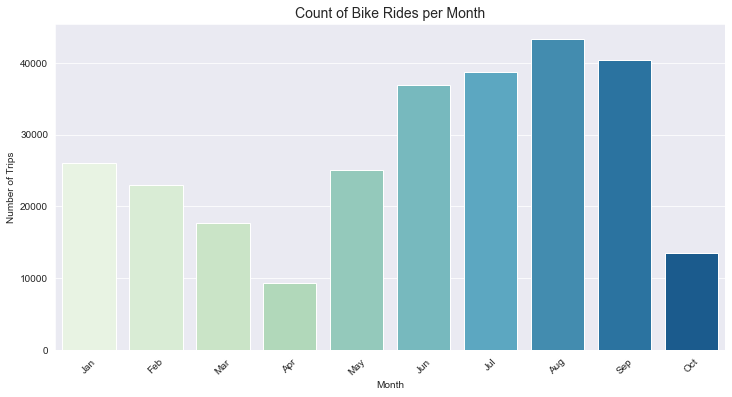 Count of Bike Rides per Month
Number of Trips
40000
30000
20000
10000
0
Jan Feb Mar Apr May Jun Jul Aug Sep Oct
Month